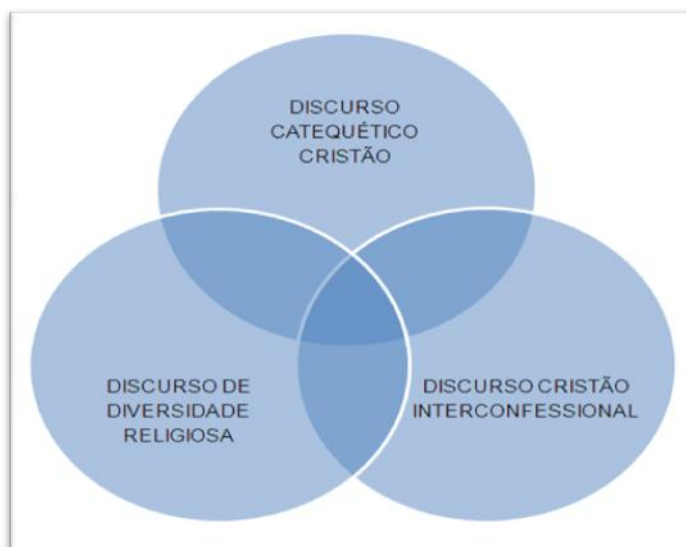 DISCURSO
CATEQUÉTICO
CRISTÃO
DISCURSO DE
DIVERSIDADE
RELIGIOSA
DISCURSO CRISTÃO
INTERCONFESSIONAL